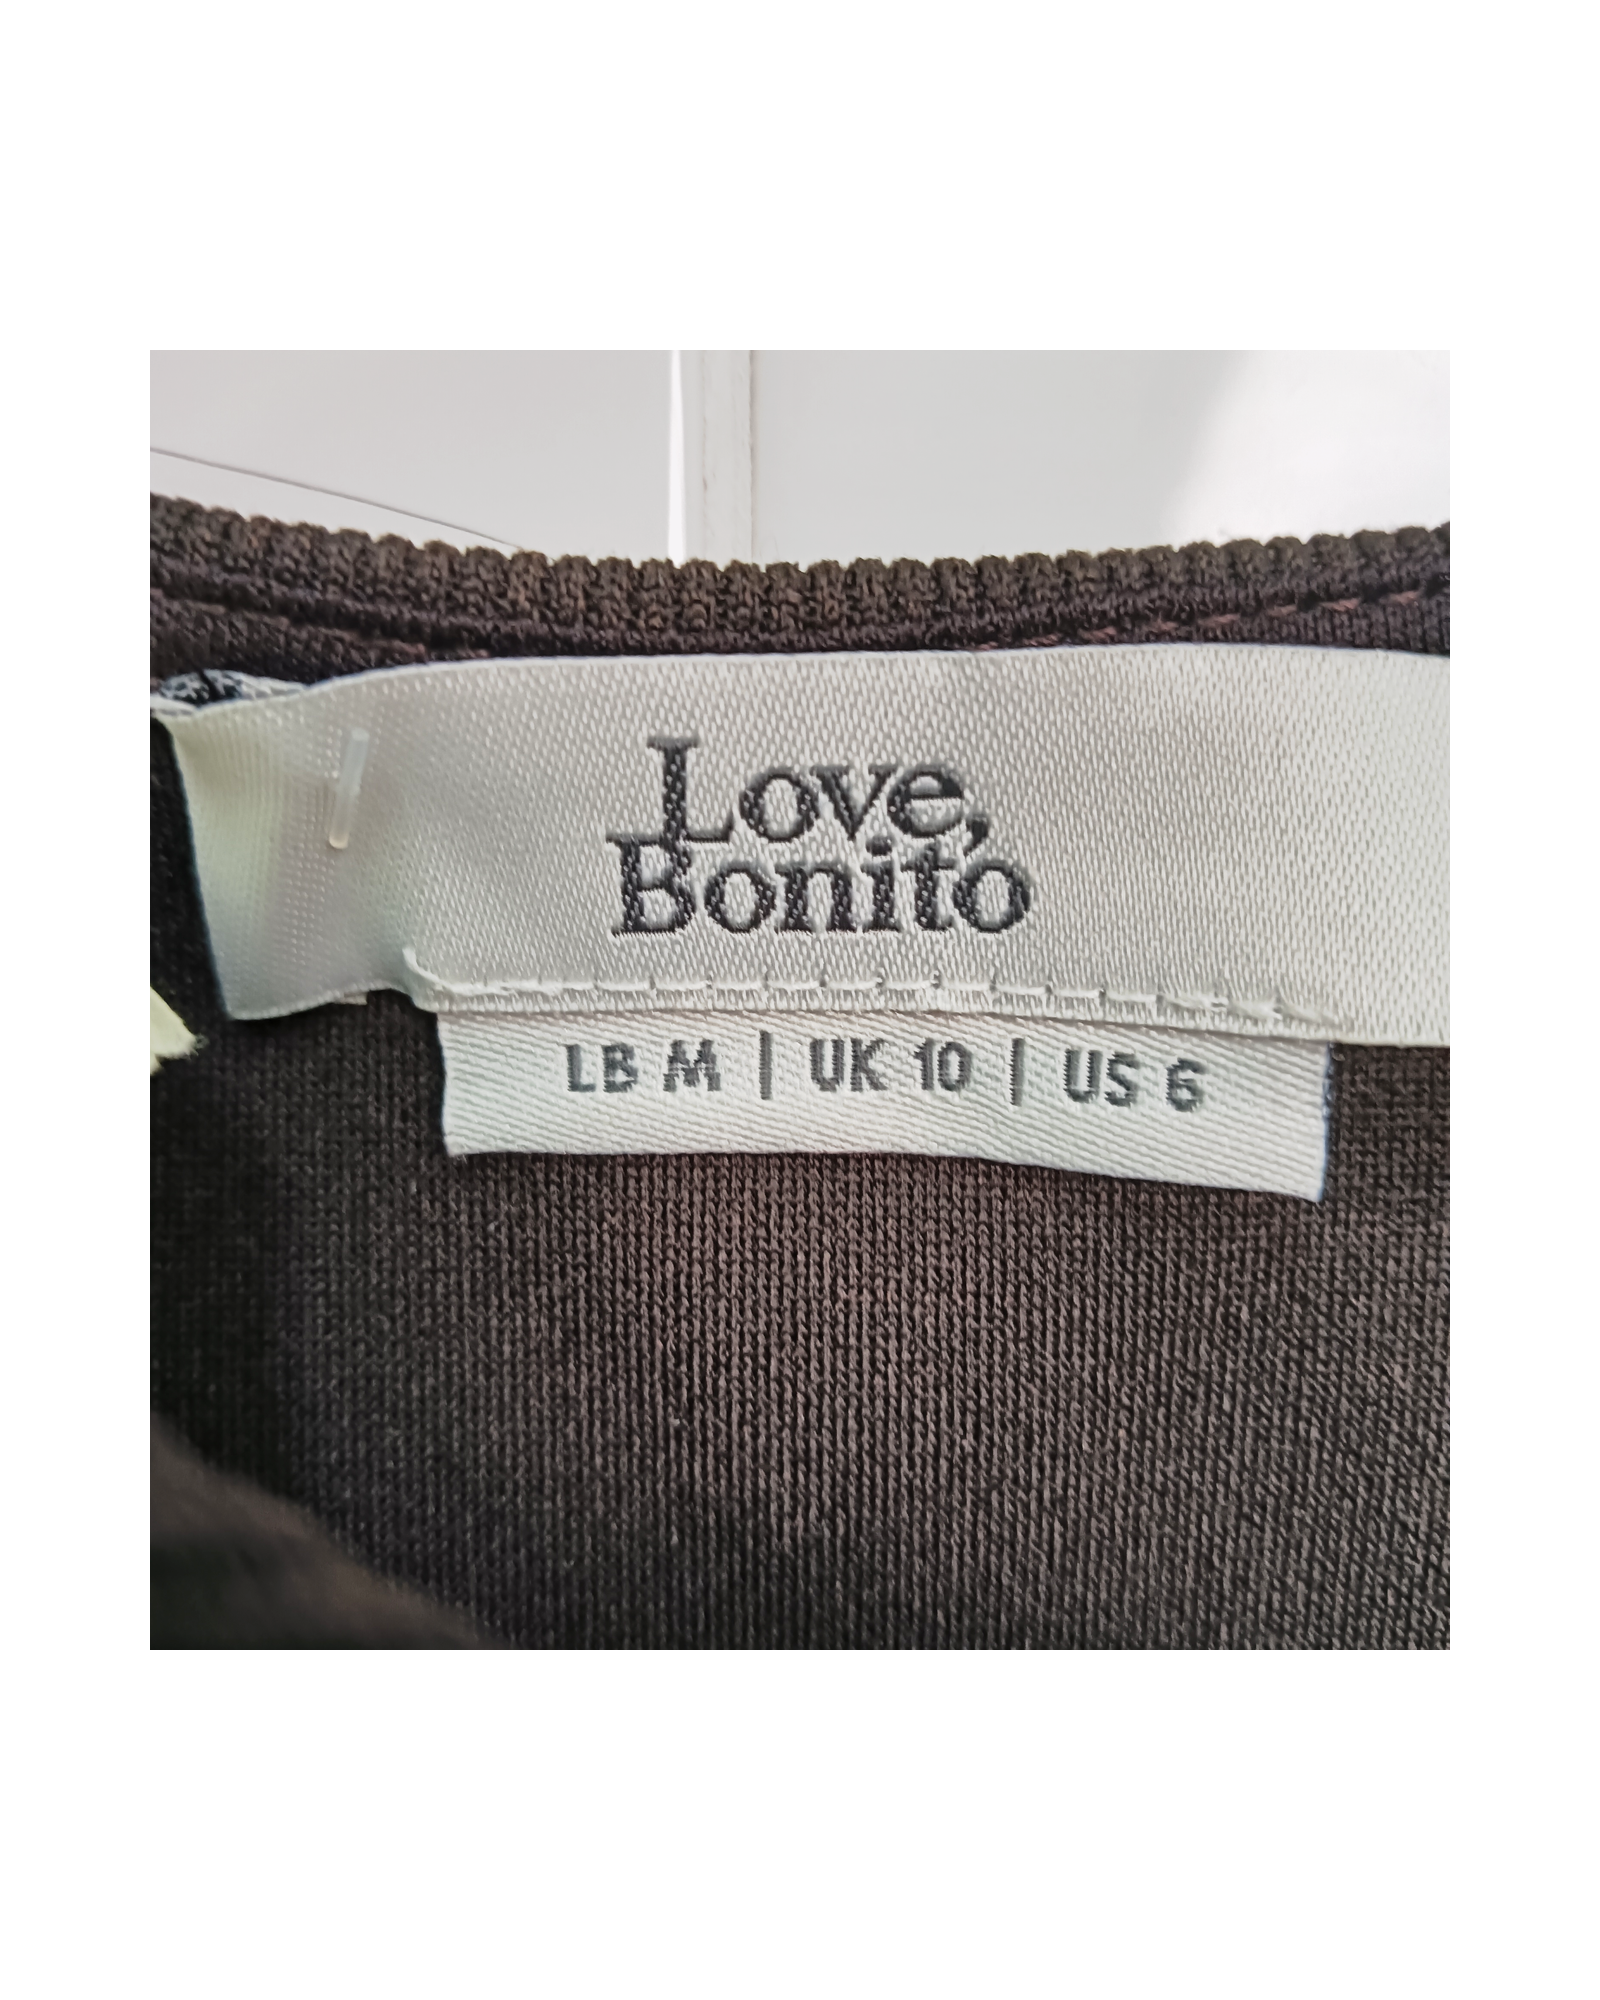 Love,
Bonito
LB M | UK 10 | US 6